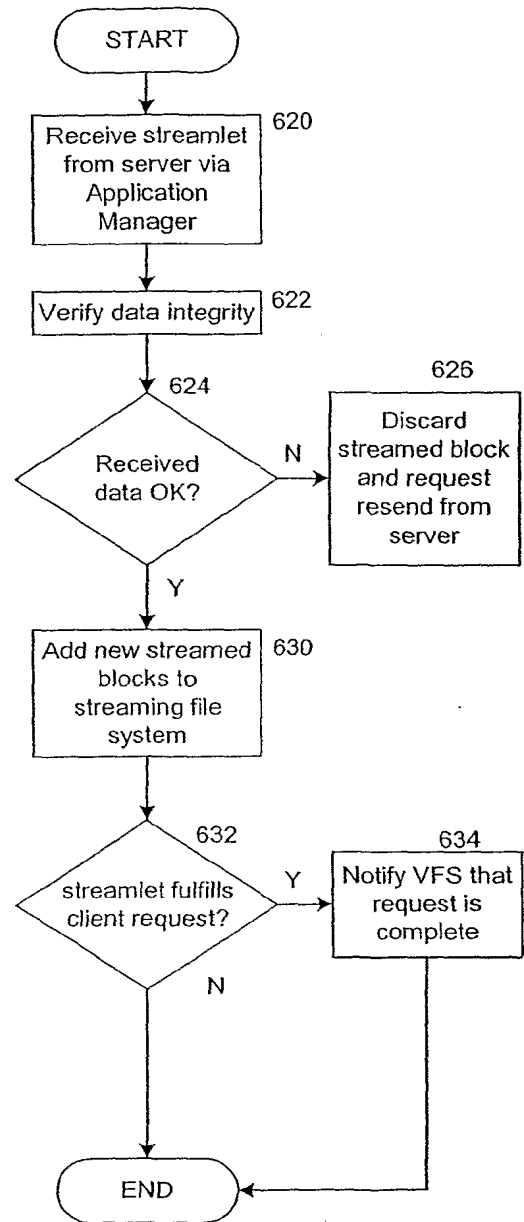 START
620
Receive streamlet
from server via
Application
Manager
622
Verify data integrity
624
Received
data OK?
N
626
Discard
streamed block
and request
resend from
server
Y
630
Add new streamed
blocks to
streaming file
system
632
streamlet fulfills
client request?
Y
634
Notify VFS that
request is
complete
N
END